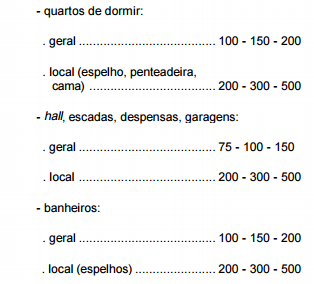 - quartos de dormir:
. geral ......................................... 100 - 150 - 200
. local (espelho, penteadeira,
cama) ...................................... 200 - 300 - 500
- hall, escadas, despensas, garagens:
. geral ......................................... 75 - 100 - 150
. local ......................................... 200 - 300 - 500
- banheiros:
. geral ......................................... 100 - 150 - 200
. local (espelhos) ........................ 200 - 300 - 500